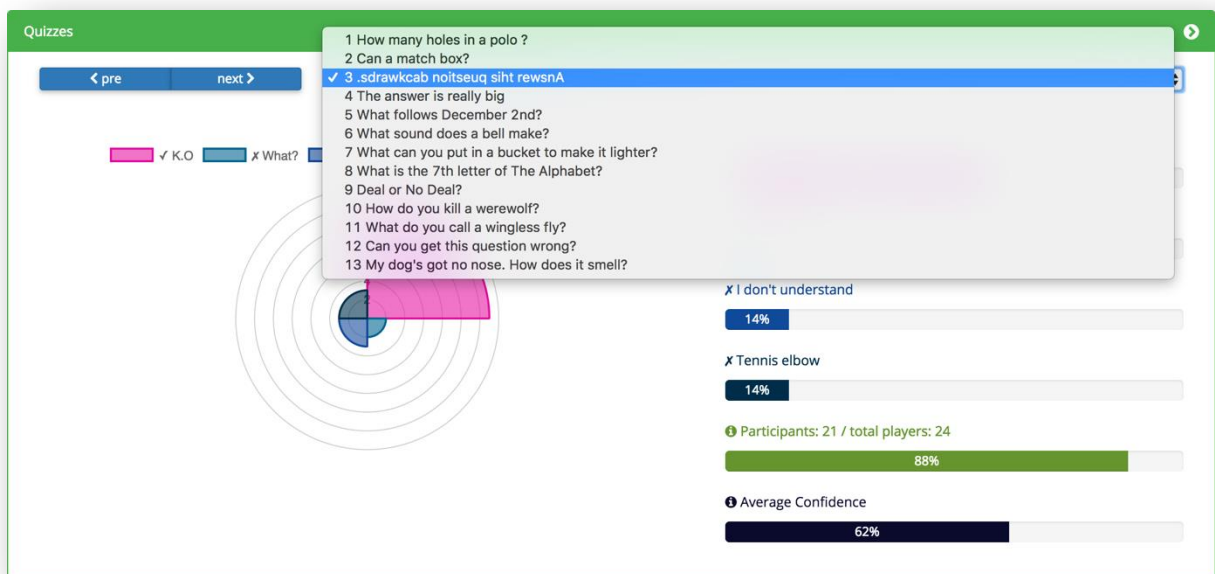 Quizzes
1 How many holes in a polo ?
2 Can a match box?
pre
next
✓ 3 .sdrawkcab noitseuq siht rewsnA
4 The answer is really big
5 What follows December 2nd?
6 What sound does a bell make?
7 What can you put in a bucket to make it lighter?
8 What is the 7th letter of The Alphabet?
9 Deal or No Deal?
10 How do you kill a werewolf?
11 What do you call a wingless fly?
12 Can you get this question wrong?
13 My dog's got no nose. How does it smell?
✓ K.O
✗ What?
2
✗ I don't understand
14%
✗ Tennis elbow
14%
Participants: 21 / total players: 24
88%
Average Confidence
62%